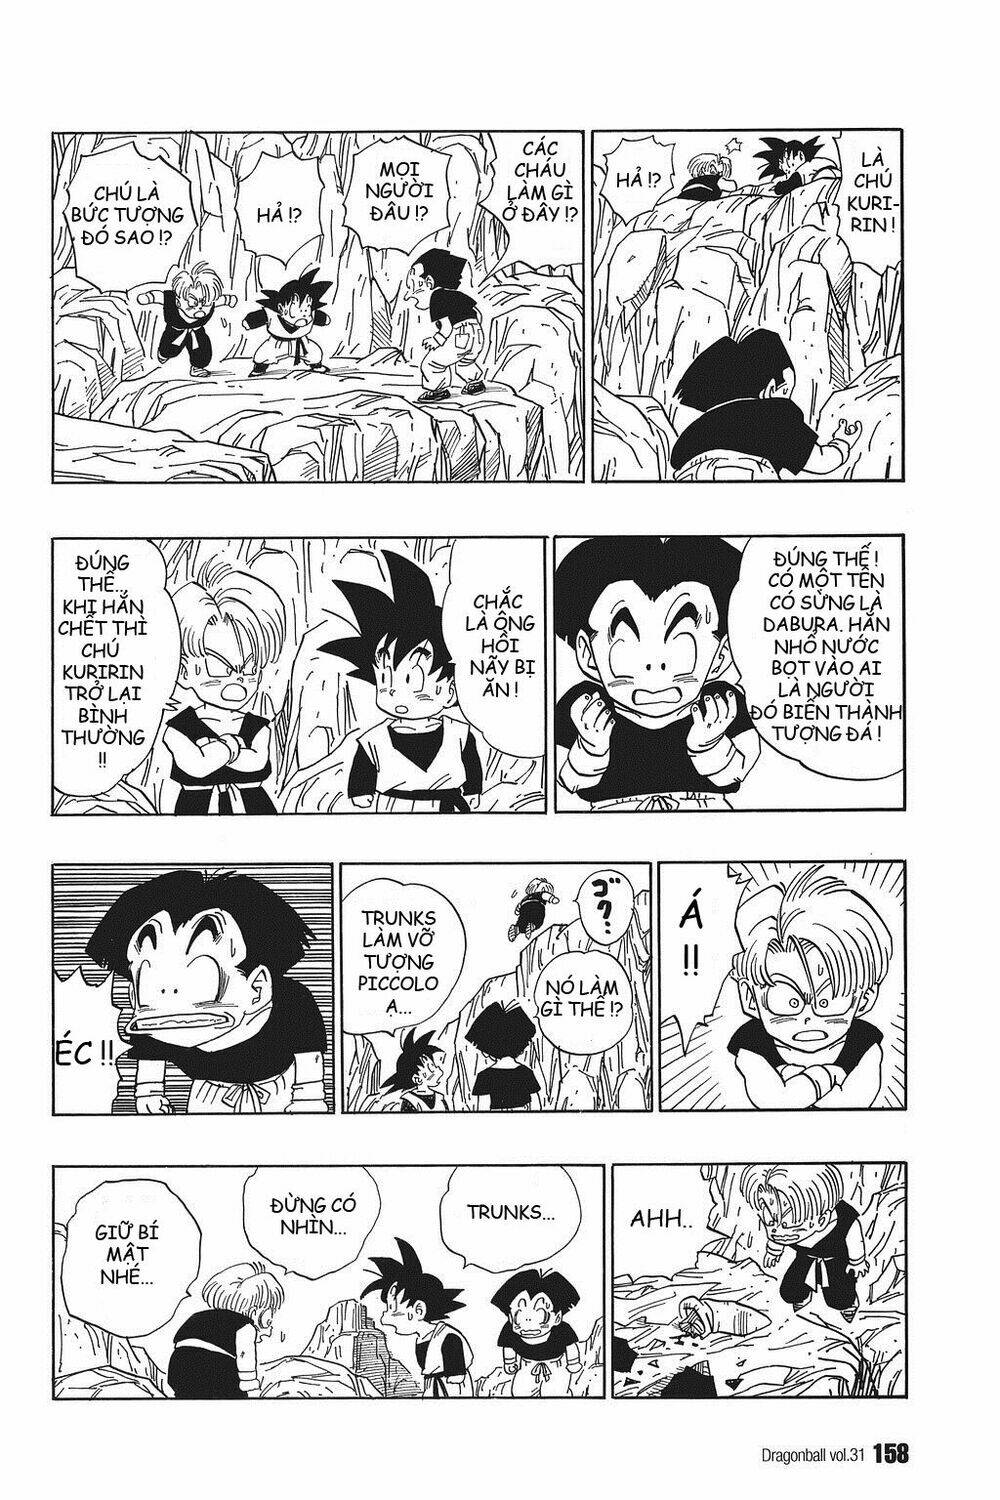 LÀ
CHÚ
KURI-
RIN !
HẢ !?
CÁC
CHÁU
LÀM GÌ
Ở ĐÂY !?
MỌI
NGƯỜI
ĐÂU !?
HẢ !?
CHÚ LÀ
BỨC TƯỢNG
ĐÓ SAO !?
ĐÚNG THẾ !
CÓ MỘT TÊN
CÓ SỪNG LÀ
DABURA. HẮN
NHỔ NƯỚC
BỌT VÀO AI
LÀ NGƯỜI
ĐÓ BIẾN THÀNH
TƯỢNG ĐÁ !
CHẮC
LÀ ÔNG
HỒI
NÃY BỊ
ĂN !
ĐÚNG
THẾ.
KHI HẮN
CHẾT THÌ
CHÚ
KURIRIN
TRỞ LẠI
BÌNH
THƯỜNG
!!
Á
!!
ゴ?
NÓ LÀM
GÌ THẾ !?
TRUNKS
LÀM VỠ
TƯỢNG
PICCOLO
Ạ...
ÉC !!
AHH..
TRUNKS...
ĐỪNG CÓ
NHÌN...
GIỮ BÍ
MẬT
NHÉ...
Dragonball vol.31 158